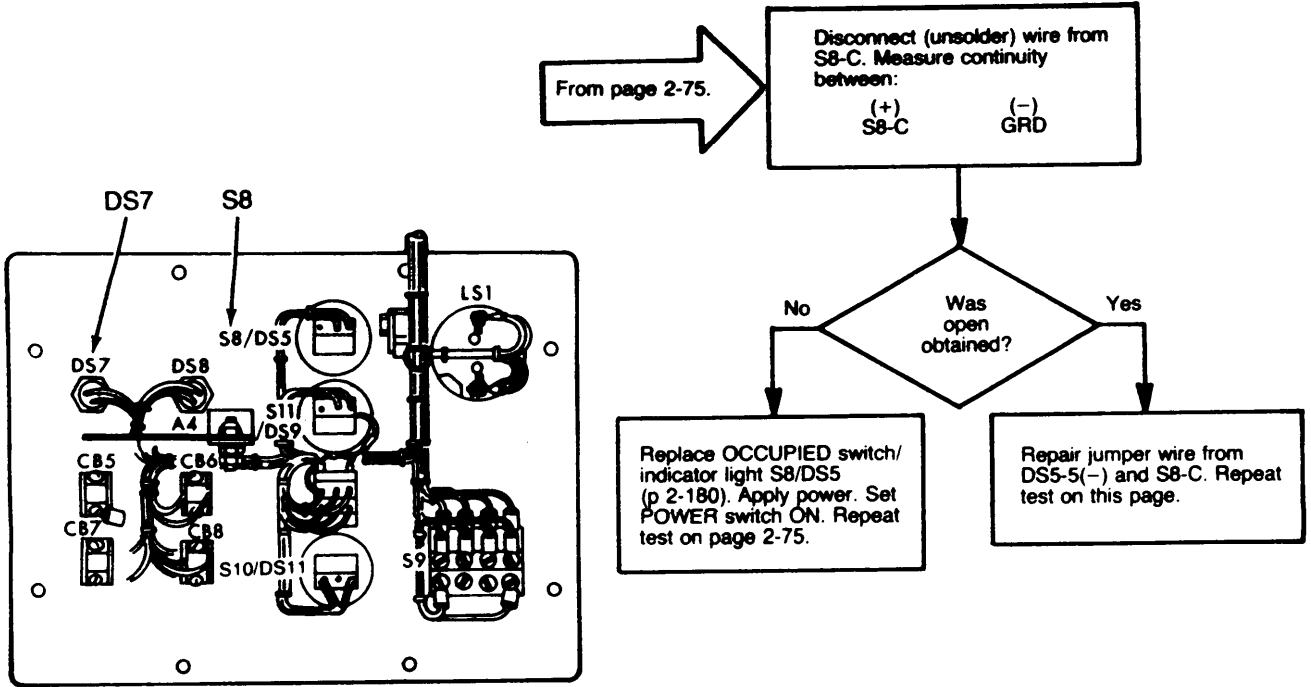 From page 2-75.
Disconnect (unsolder) wire from
S8-C. Measure continuity
between:
(+) (−)
S8-C GRD
Was
open
obtained?
No
Yes
Replace OCCUPIED switch/
indicator light S8/DS5
(p 2-180). Apply power. Set
POWER switch ON. Repeat
test on page 2-75.
Repair jumper wire from
DS5-5(−) and S8-C. Repeat
test on this page.
DS7 S8
LS1
S8/DS5
DS7 DS8
A4
S11
/DS9
CB5 CB6
CB7 CB8
S10/DS11
S9